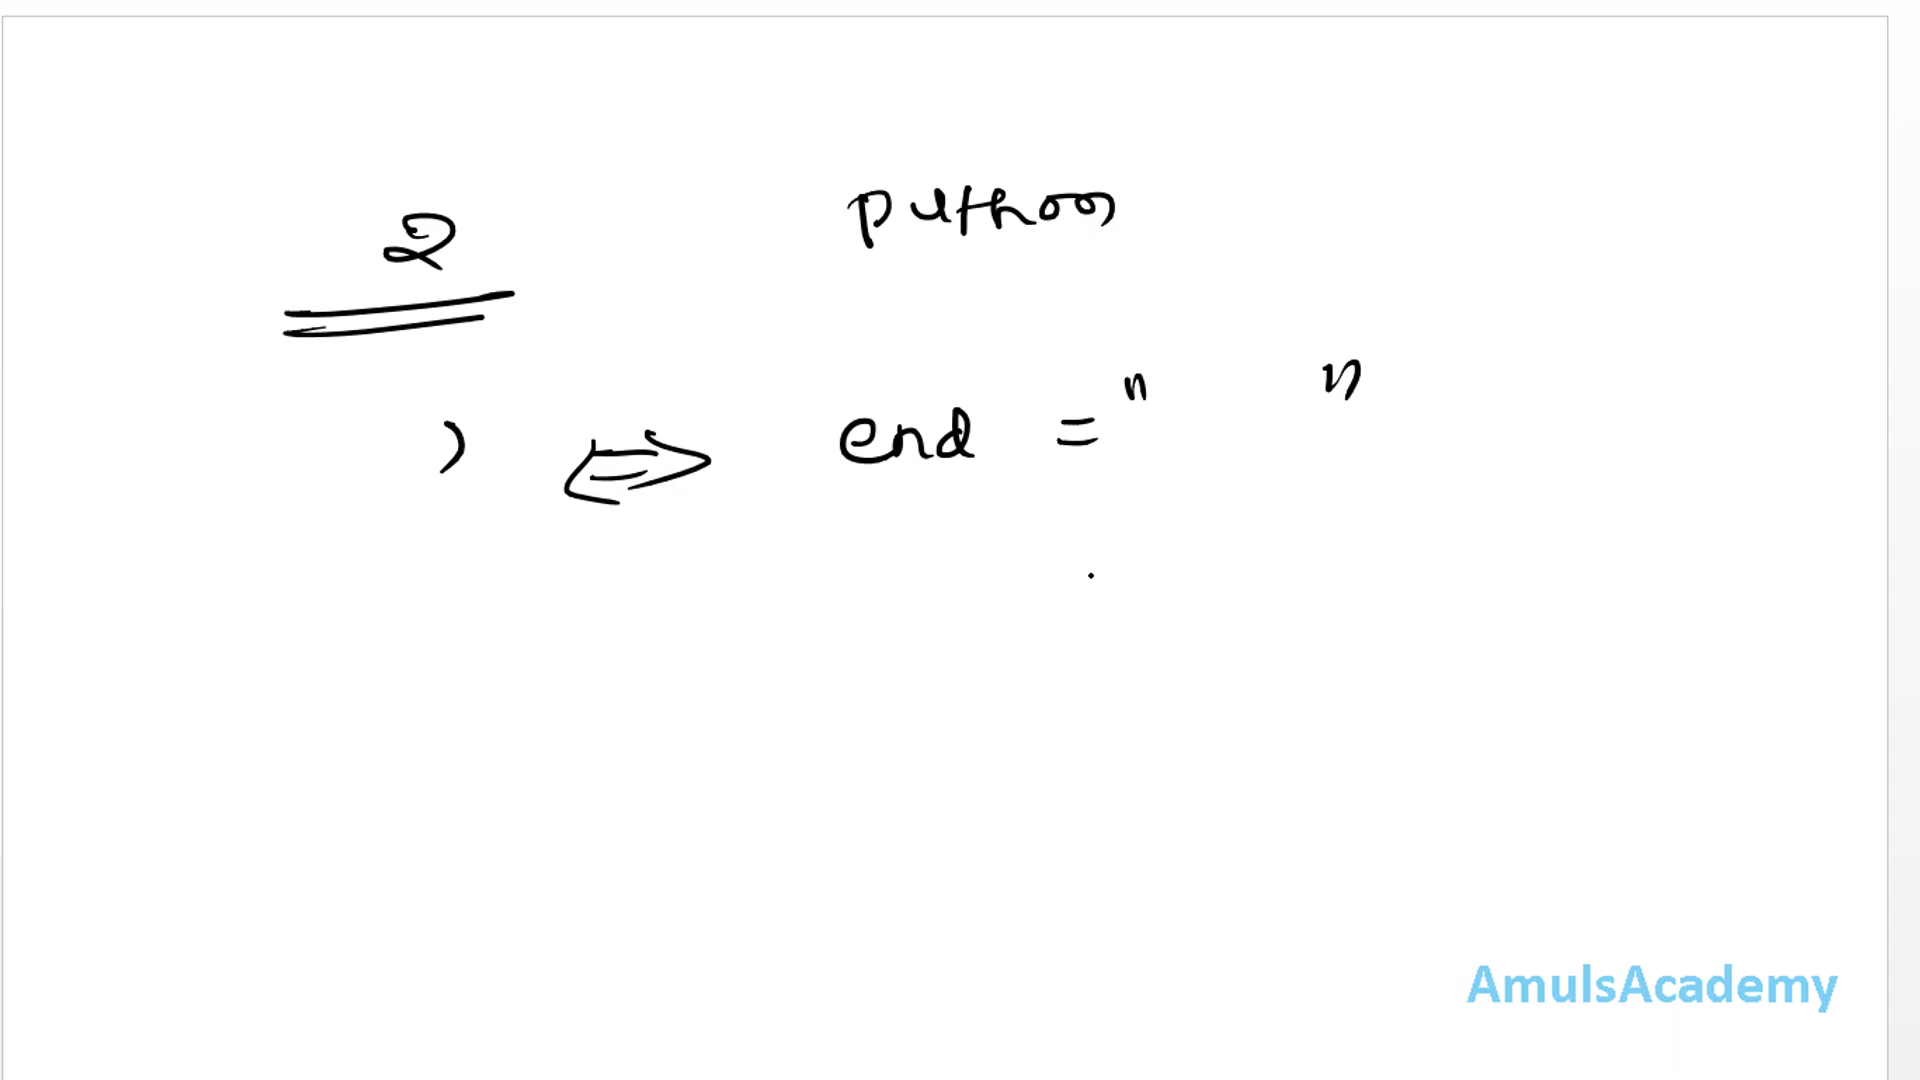 2 python
, ⇔ end = " "
AmulsAcademy